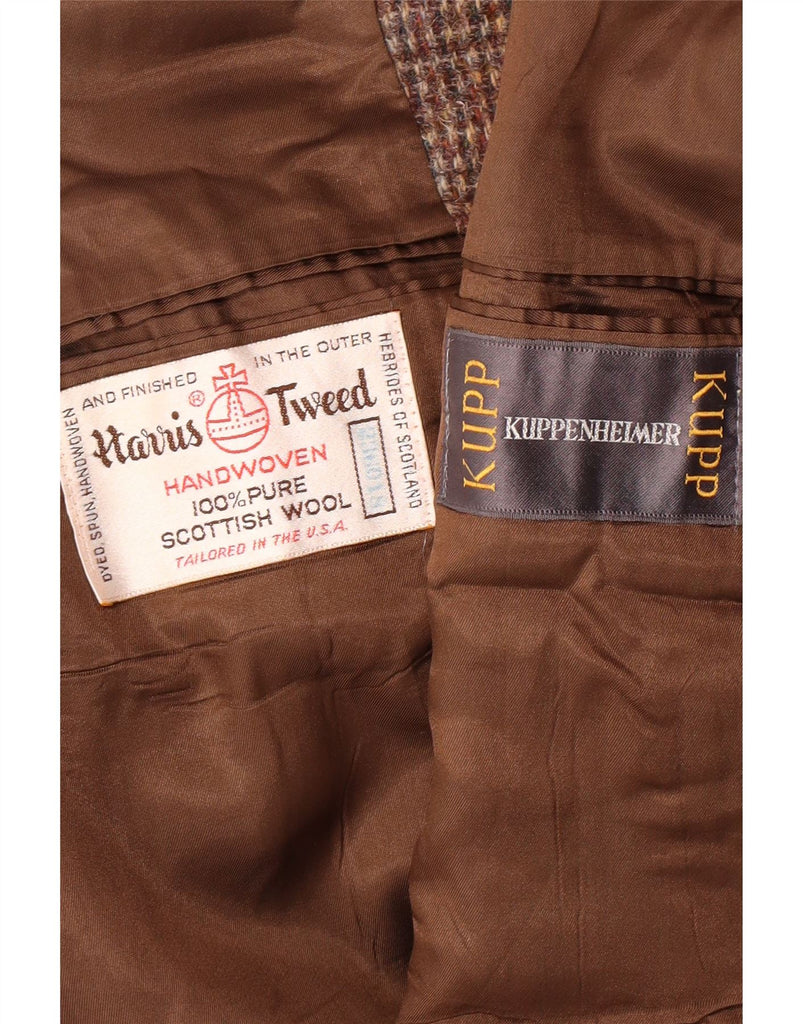 DYED, SPUN, HANDWOVEN
AND FINISHED
IN THE OUTER
HEBRIDES OF SCOTLAND
Harris ® Tweed
HANDWOVEN
100% PURE
SCOTTISH WOOL
TAILORED IN THE U.S.A.
KUPP
KUPPENHEIMER
Kupp